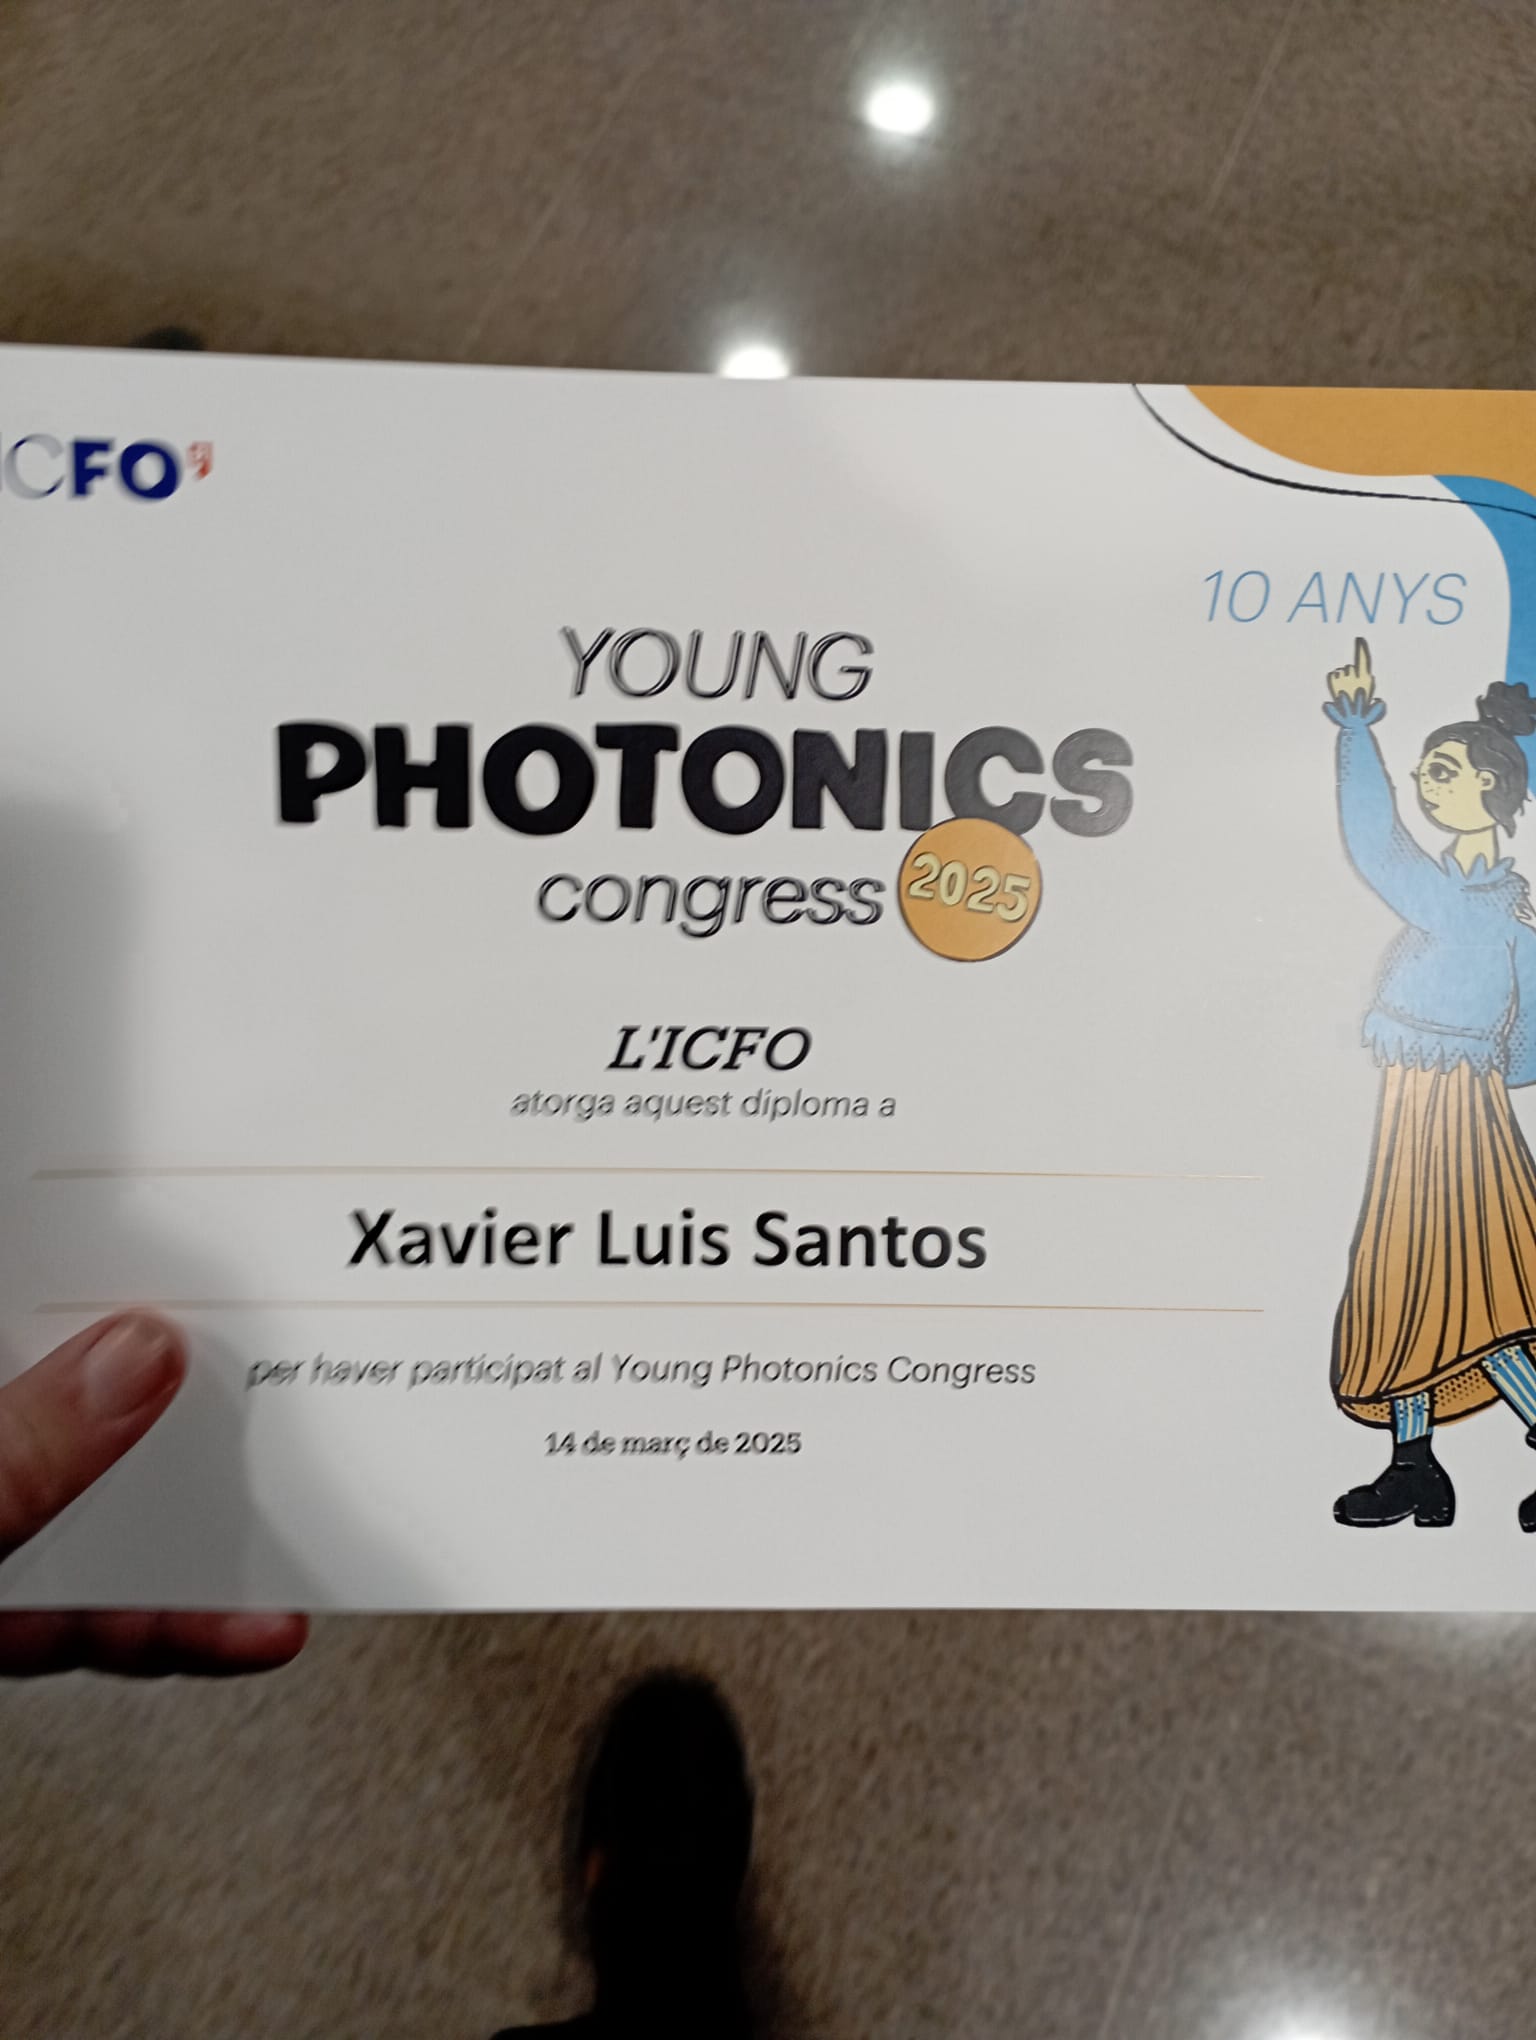 ICFO
10 ANYS
YOUNG
PHOTONICS
congress 2025
L'ICFO
atorga aquest diploma a
Xavier Luis Santos
per haver participat al Young Photonics Congress
14 de març de 2025